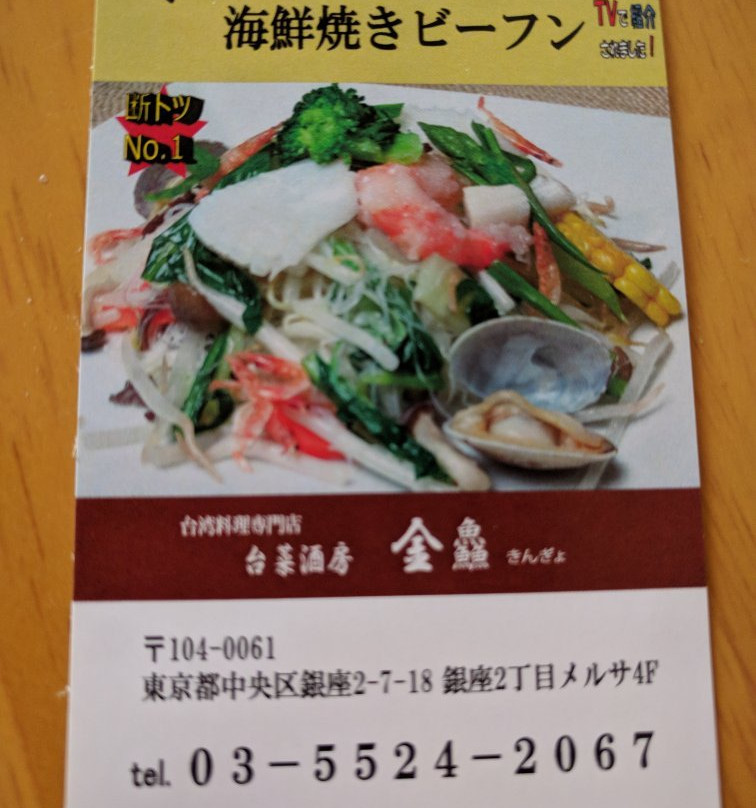 海鮮焼きビーフン
TVで紹介
されました!
断トツ
No.1
台湾料理専門店
台菜酒房 金鱻 きんぎょ
〒104-0061
東京都中央区銀座2-7-18 銀座2丁目メルサ4F
tel. 03-5524-2067